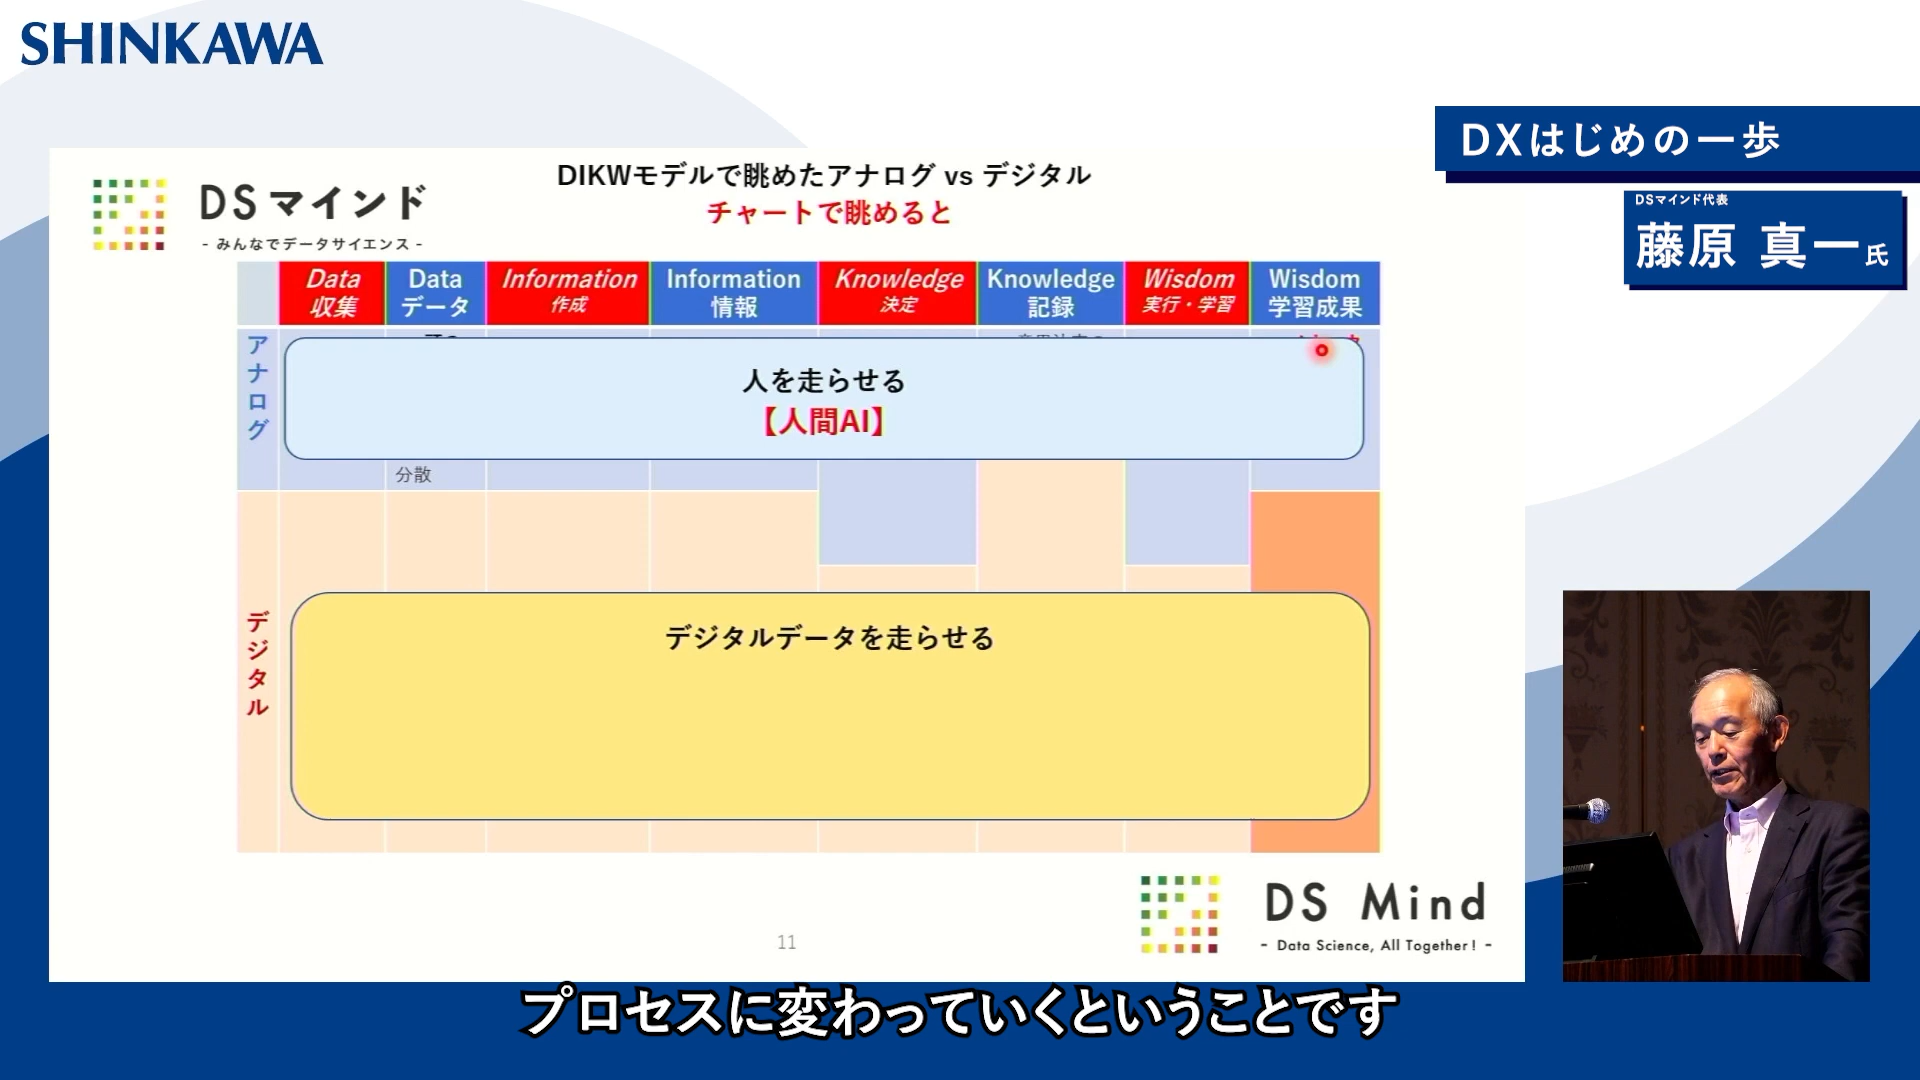 SHINKAWA
DXはじめの一歩
DSマインド代表
藤原 真一氏
DSマインド
- みんなでデータサイエンス -
DIKWモデルで眺めたアナログ vs デジタル
チャートで眺めると
Data
収集
Data
データ
Information
作成
Information
情報
Knowledge
決定
Knowledge
記録
Wisdom
実行・学習
Wisdom
学習成果
アナログ
人を走らせる
【人間AI】
分散
デジタル
デジタルデータを走らせる
11
DS Mind
- Data Science, All Together! -
プロセスに変わっていくということです